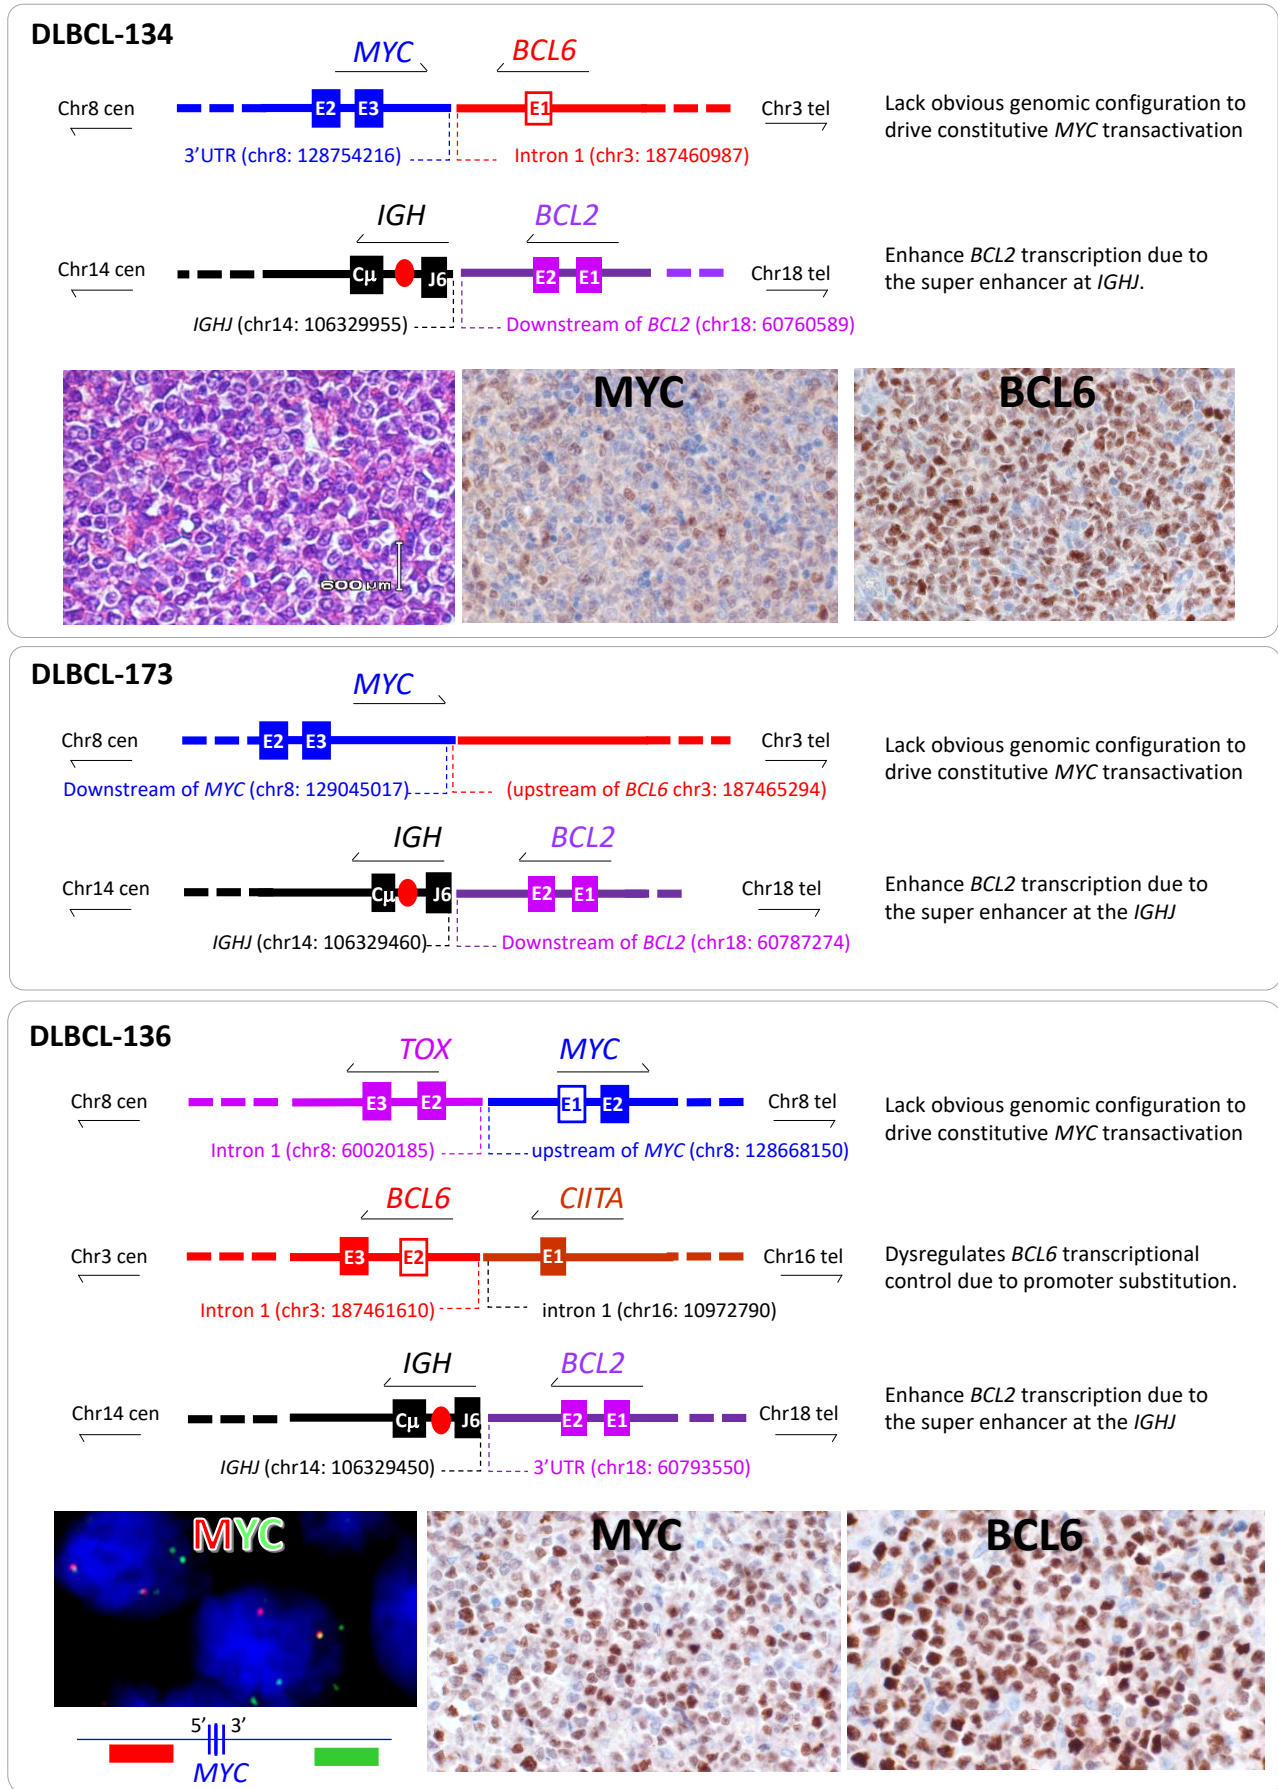 DLBCL-134
MYC BCL6
Chr8 cen E2 E3 E1 Chr3 tel
Lack obvious genomic configuration to
drive constitutive MYC transactivation
3'UTR (chr8: 128754216) Intron 1 (chr3: 187460987)
IGH BCL2
Chr14 cen Cμ J6 E2 E1 Chr18 tel
Enhance BCL2 transcription due to
the super enhancer at IGHJ.
IGHJ (chr14: 106329955) Downstream of BCL2 (chr18: 60760589)
MYC BCL6
600 μm
DLBCL-173
MYC
Chr8 cen E2 E3 Chr3 tel
Lack obvious genomic configuration to
drive constitutive MYC transactivation
Downstream of MYC (chr8: 129045017) (upstream of BCL6 chr3: 187465294)
IGH BCL2
Chr14 cen Cμ J6 E2 E1 Chr18 tel
Enhance BCL2 transcription due to
the super enhancer at the IGHJ
IGHJ (chr14: 106329460) Downstream of BCL2 (chr18: 60787274)
DLBCL-136
TOX MYC
Chr8 cen E3 E2 E1 E2 Chr8 tel
Lack obvious genomic configuration to
drive constitutive MYC transactivation
Intron 1 (chr8: 60020185) upstream of MYC (chr8: 128668150)
BCL6 CIITA
Chr3 cen E3 E2 E1 Chr16 tel
Dysregulates BCL6 transcriptional
control due to promoter substitution.
Intron 1 (chr3: 187461610) intron 1 (chr16: 10972790)
IGH BCL2
Chr14 cen Cμ J6 E2 E1 Chr18 tel
Enhance BCL2 transcription due to
the super enhancer at the IGHJ
IGHJ (chr14: 106329450) 3'UTR (chr18: 60793550)
MYC MYC BCL6
5' 3'
MYC